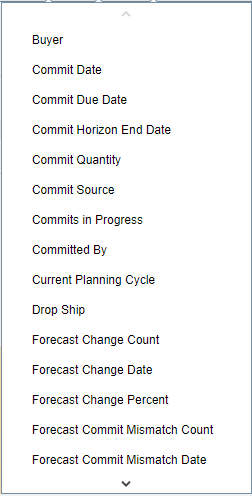 Buyer
Commit Date
Commit Due Date
Commit Horizon End Date
Commit Quantity
Commit Source
Commits in Progress
Committed By
Current Planning Cycle
Drop Ship
Forecast Change Count
Forecast Change Date
Forecast Change Percent
Forecast Commit Mismatch Count
Forecast Commit Mismatch Date